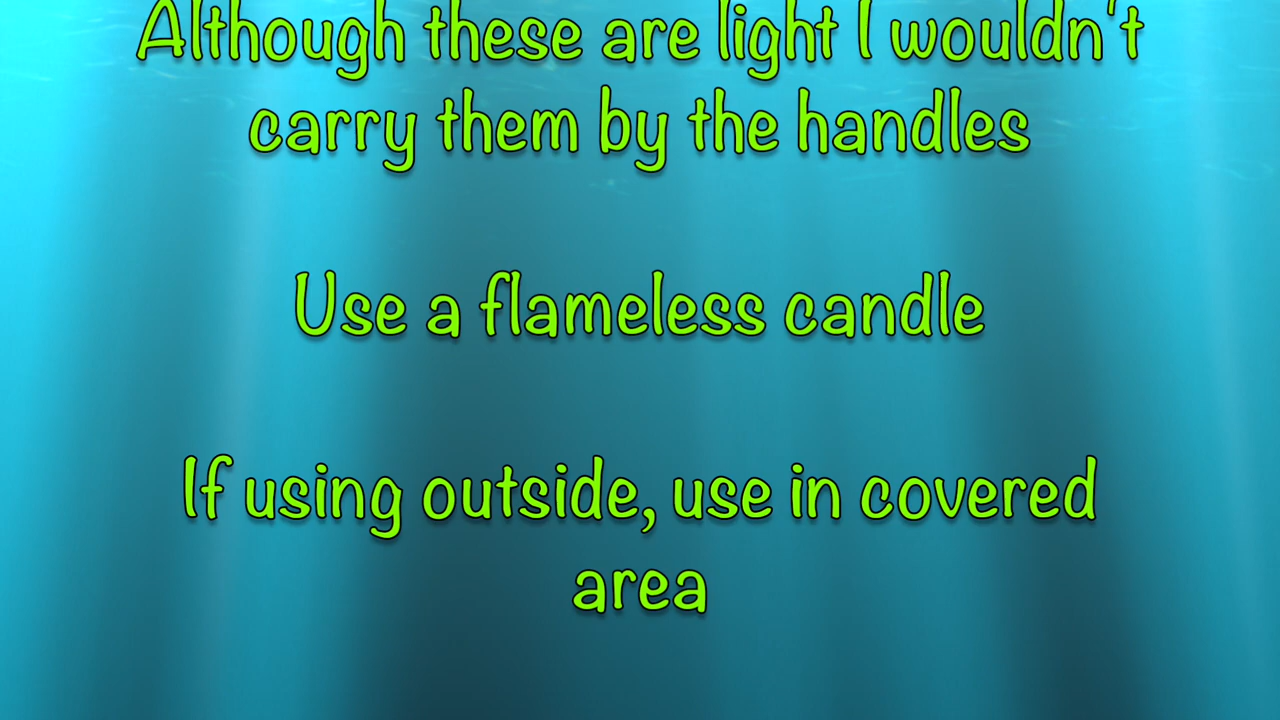 Although these are light I wouldn't
carry them by the handles
Use a flameless candle
If using outside, use in covered
area